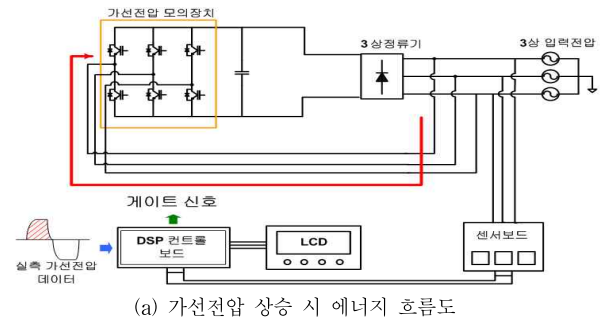 가선전압 모의장치
3상정류기
3상 입력전압
게이트 신호
DSP 컨트롤
보드
LCD
센서보드
실측 가선전압
데이터
(a) 가선전압 상승 시 에너지 흐름도